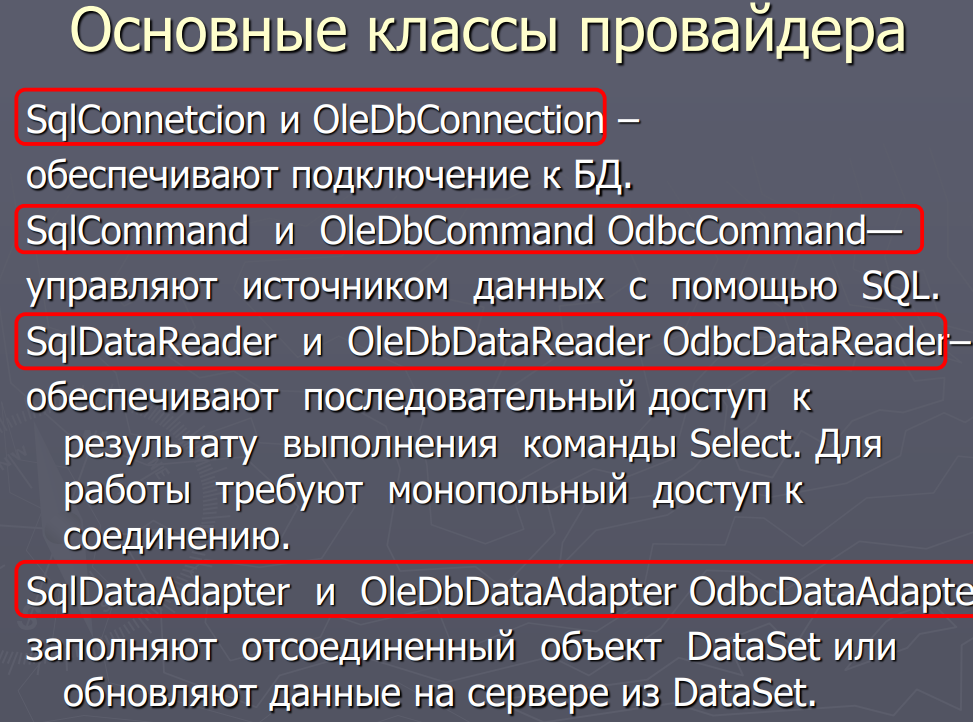 Основные классы провайдера
SqlConnetcion и OleDbConnection –
обеспечивают подключение к БД.
SqlCommand и OleDbCommand OdbcCommand—
управляют источником данных с помощью SQL.
SqlDataReader и OleDbDataReader OdbcDataReader–
обеспечивают последовательный доступ к
результату выполнения команды Select. Для
работы требуют монопольный доступ к
соединению.
SqlDataAdapter и OleDbDataAdapter OdbcDataAdapte
заполняют отсоединенный объект DataSet или
обновляют данные на сервере из DataSet.